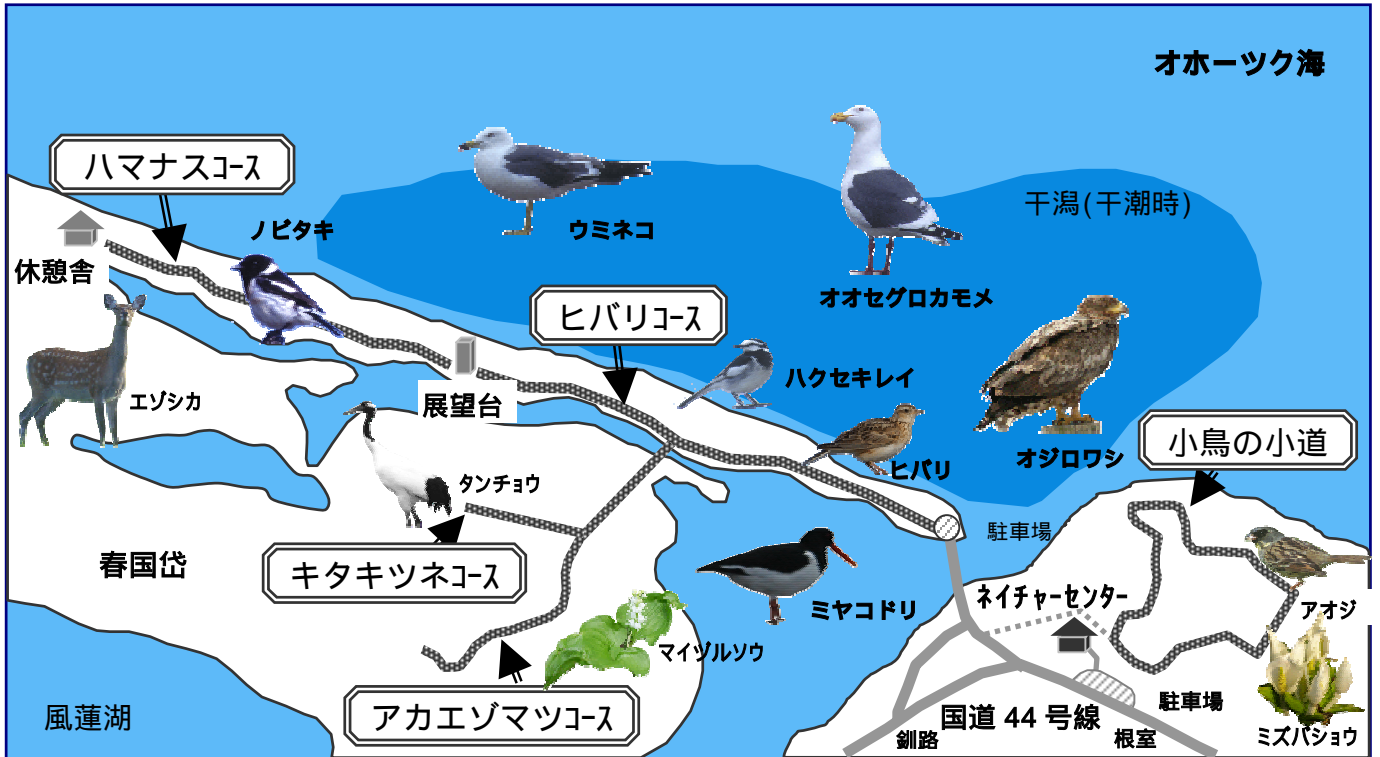 オホーツク海
ハマナスコース
干潟(干潮時)
ノビタキ
ウミネコ
休憩舎
オオセグロカモメ
ヒバリコース
ハクセキレイ
エゾシカ
展望台
小鳥の小道
オジロワシ
ヒバリ
タンチョウ
駐車場
春国岱
キタキツネコース
ネイチャーセンター
ミヤコドリ
アオジ
マイヅルソウ
駐車場
風蓮湖
アカエゾマツコース
国道 44 号線
釧路
根室
ミズバショウ